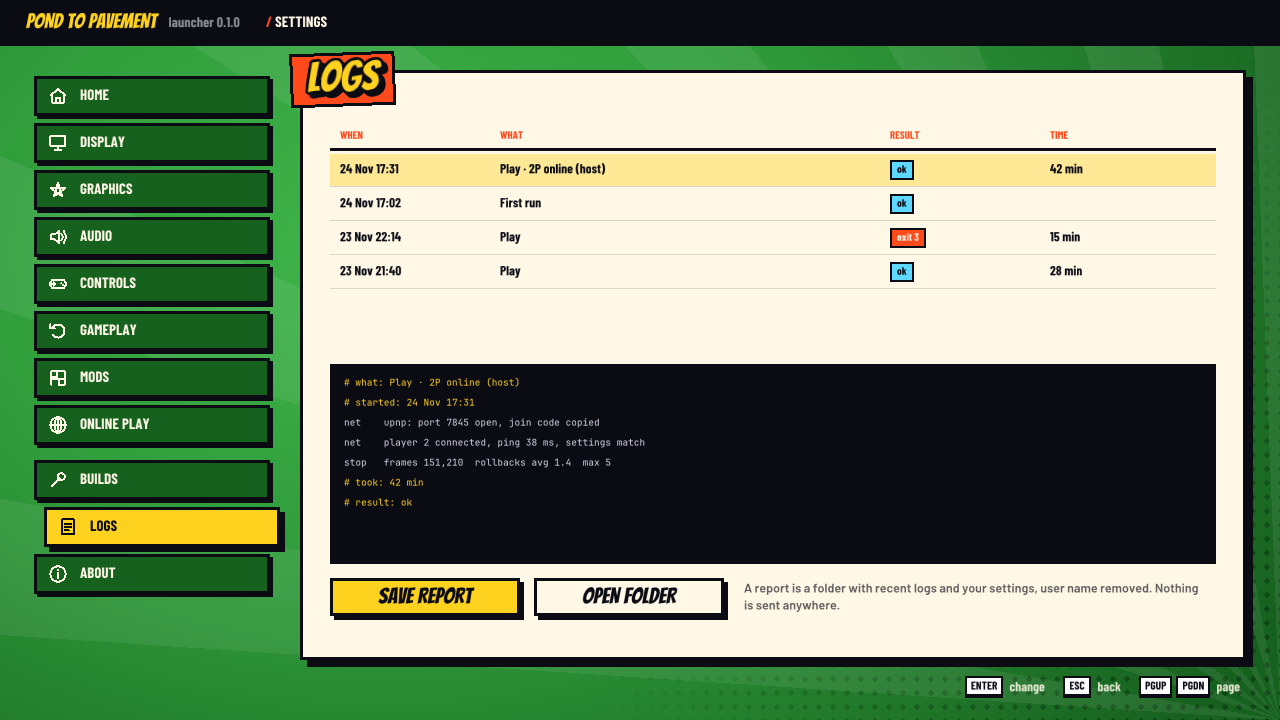 POND TO PAVEMENT launcher 0.1.0 / SETTINGS
HOME
DISPLAY
GRAPHICS
AUDIO
CONTROLS
GAMEPLAY
MODS
ONLINE PLAY
BUILDS
LOGS
ABOUT
LOGS
WHEN WHAT RESULT TIME
24 Nov 17:31 Play · 2P online (host) ok 42 min
24 Nov 17:02 First run ok
23 Nov 22:14 Play exit 3 15 min
23 Nov 21:40 Play ok 28 min
# what: Play · 2P online (host)
# started: 24 Nov 17:31
net upnp: port 7845 open, join code copied
net player 2 connected, ping 38 ms, settings match
stop frames 151,210 rollbacks avg 1.4 max 5
# took: 42 min
# result: ok
SAVE REPORT OPEN FOLDER
A report is a folder with recent logs and your settings, user name removed. Nothing
is sent anywhere.
ENTER change ESC back PGUP PGDN page